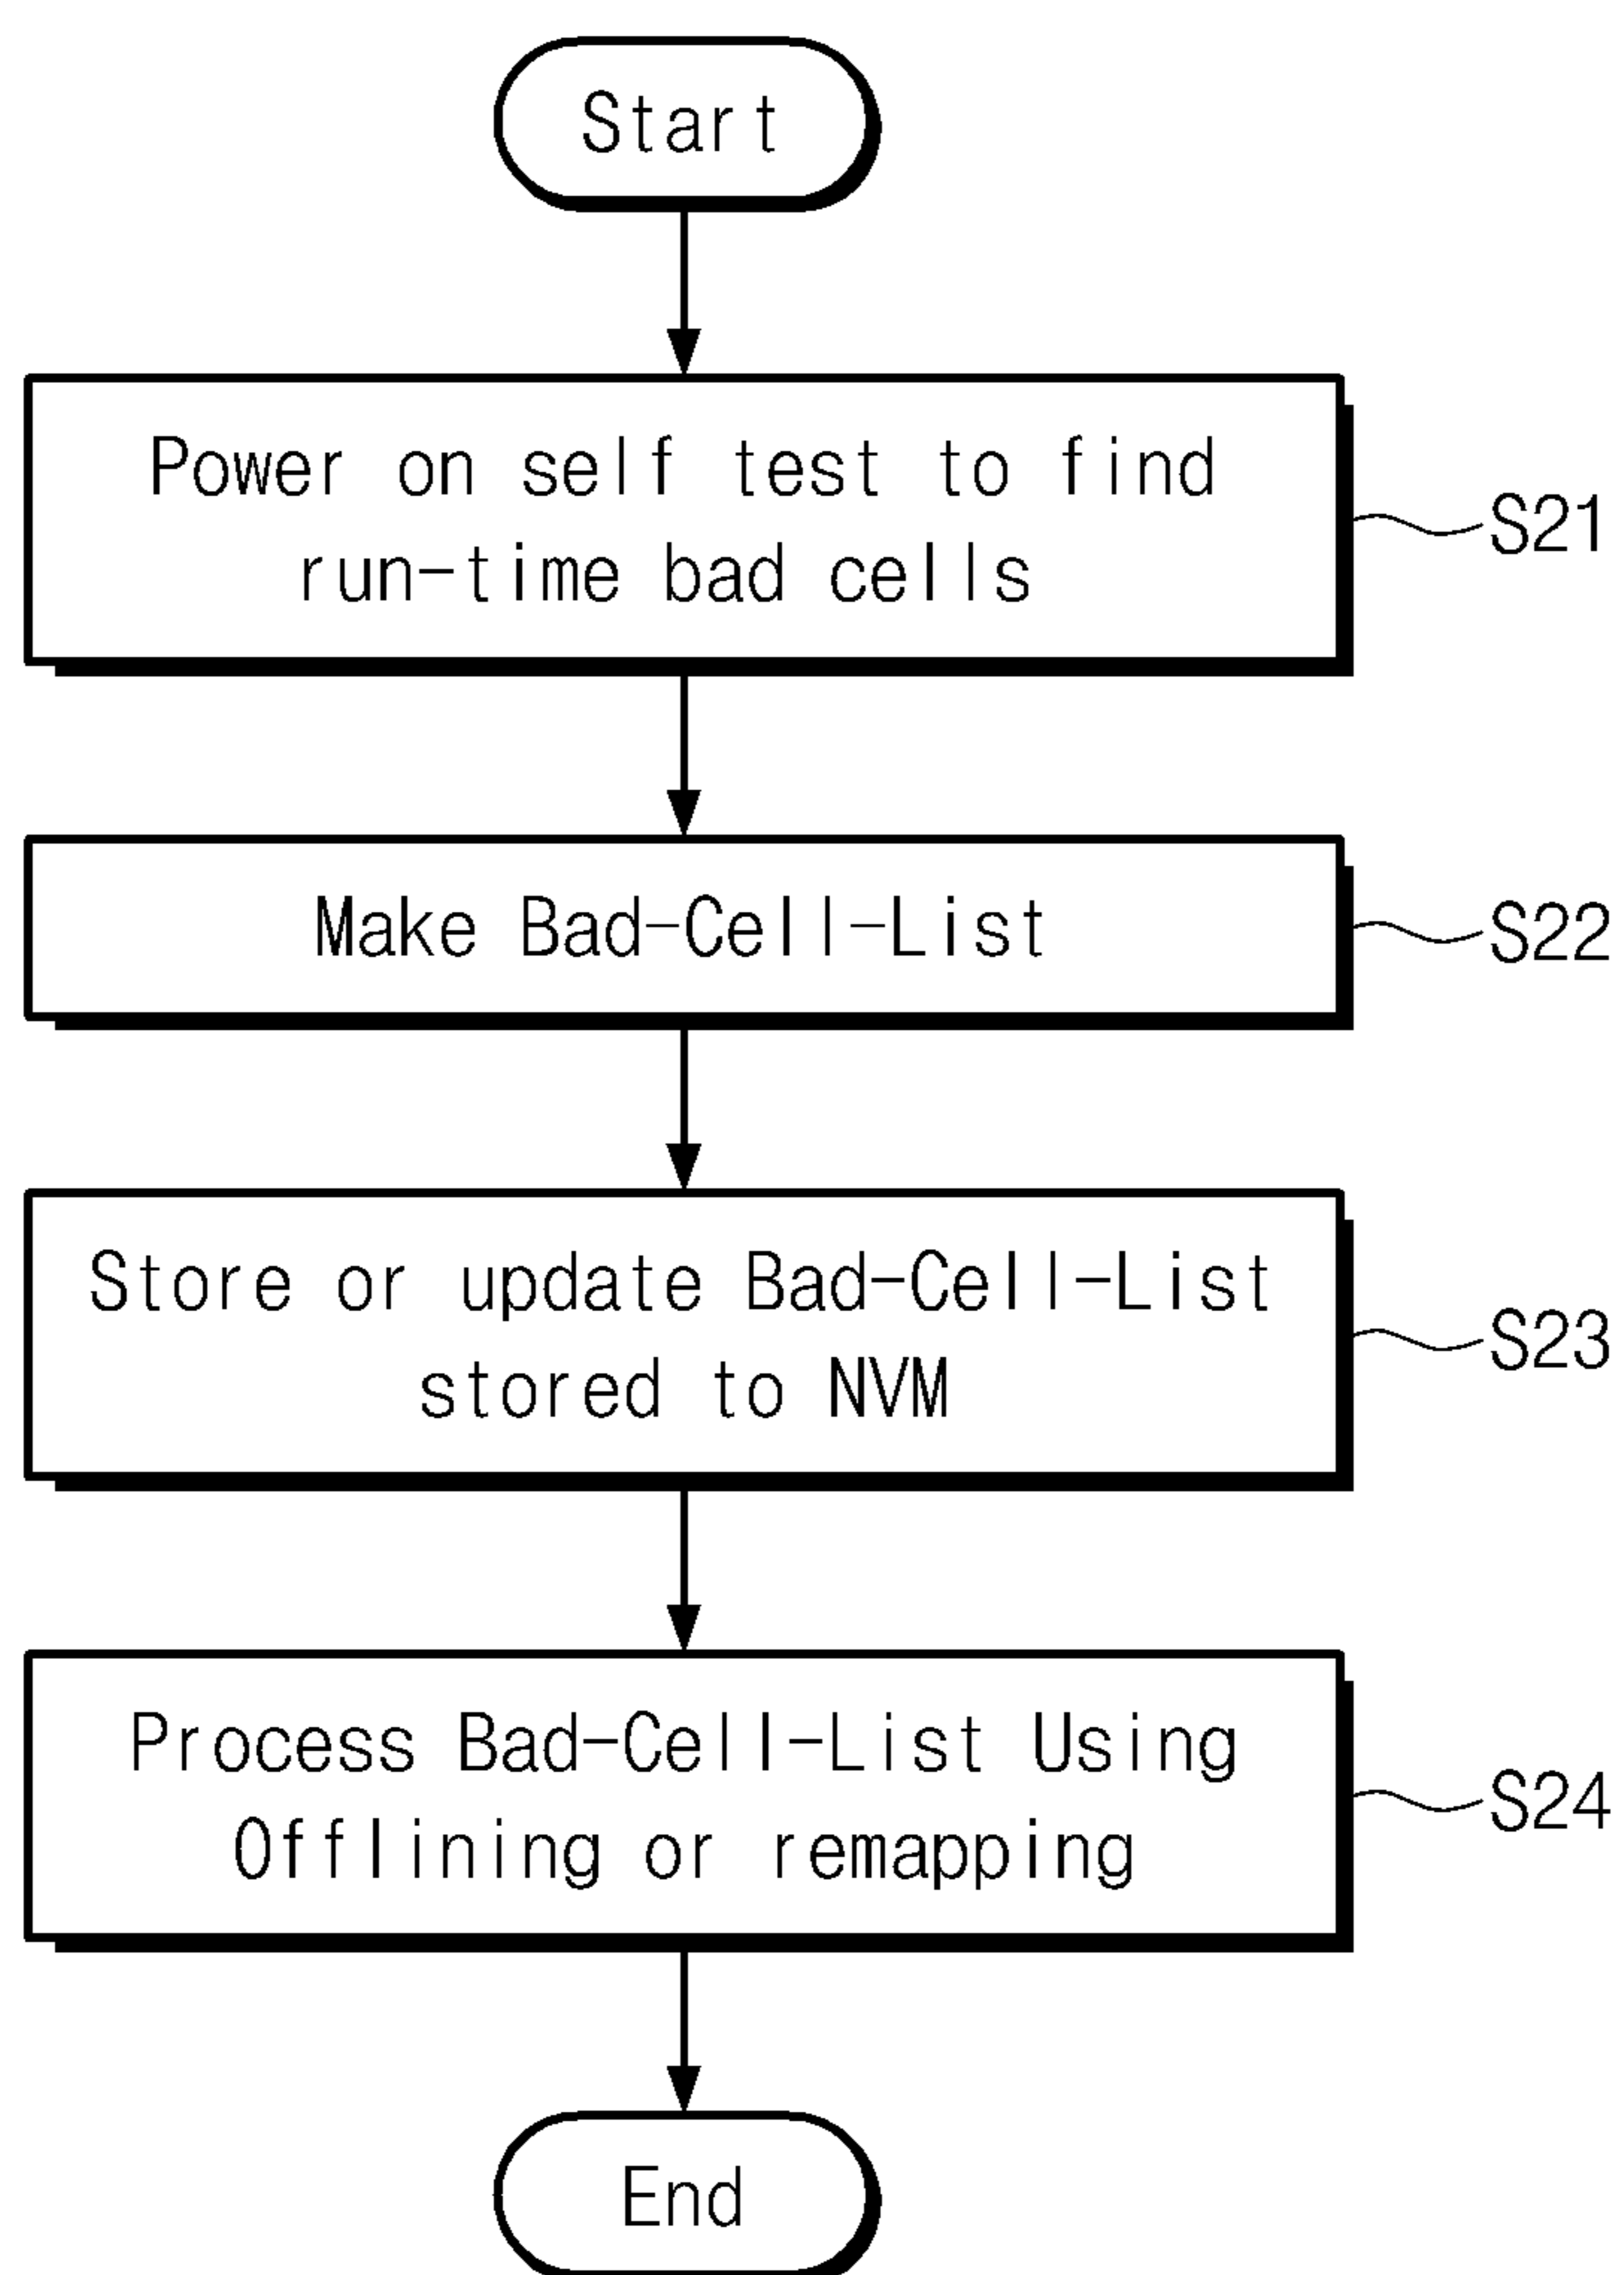 Start
Power on self test to find
run-time bad cells
S21
Make Bad-Cell-List
S22
Store or update Bad-Cell-List
stored to NVM
S23
Process Bad-Cell-List Using
Offlining or remapping
S24
End